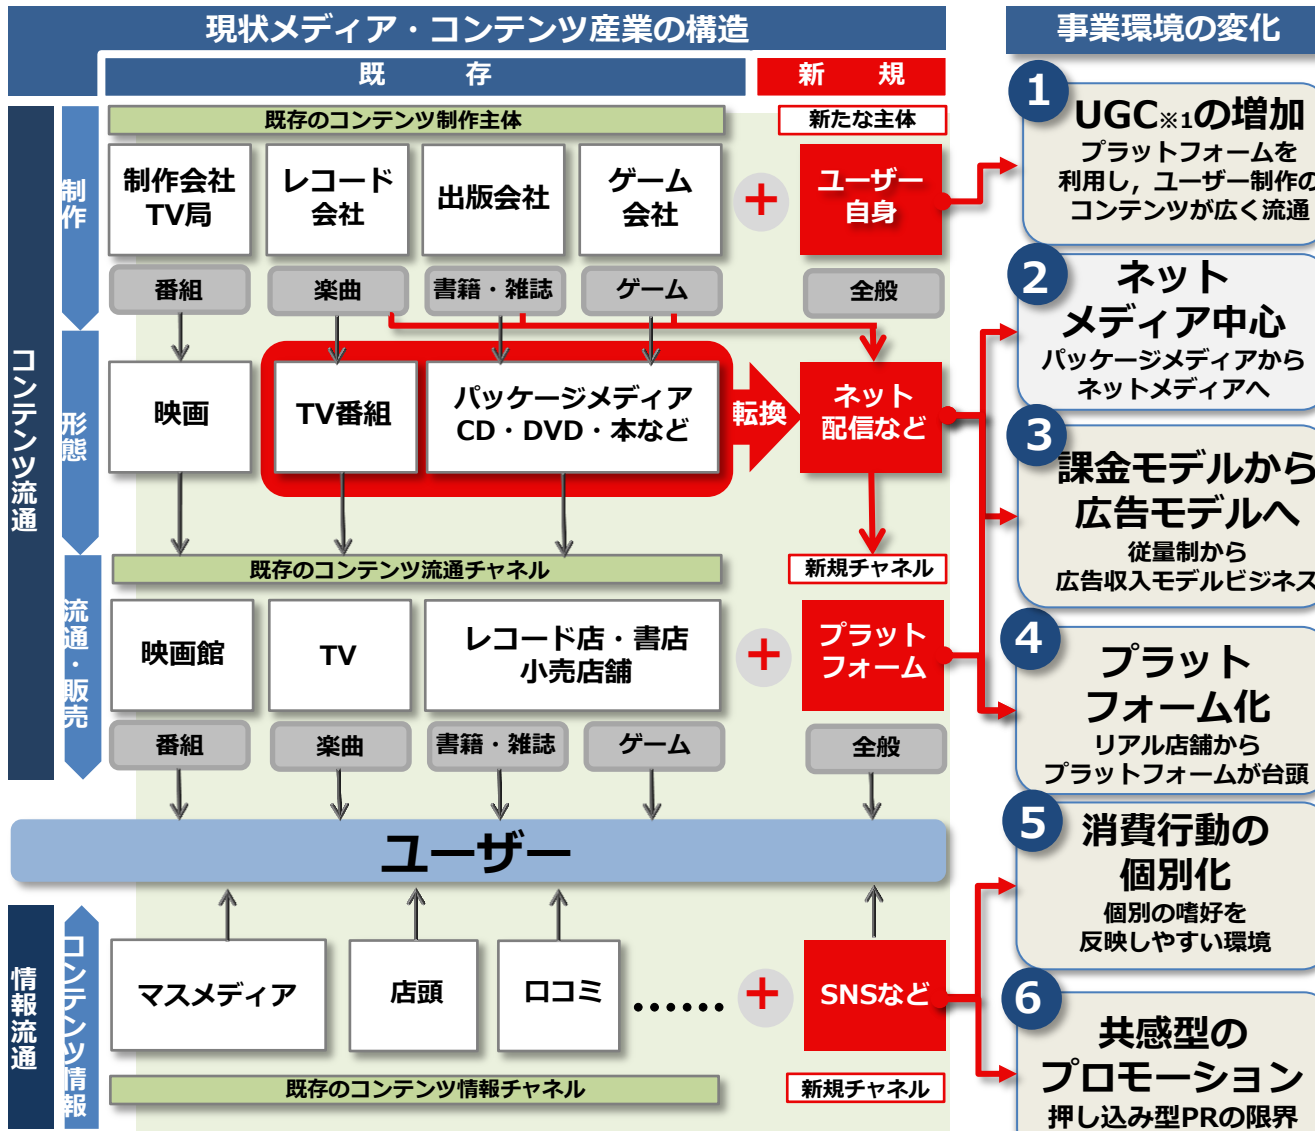 現状メディア・コンテンツ産業の構造
事業環境の変化
既 存
新 規
コンテンツ流通
制作
既存のコンテンツ制作主体
新たな主体
制作会社
TV局
レコード
会社
出版会社
ゲーム
会社
+
ユーザー
自身
番組
楽曲
書籍・雑誌
ゲーム
全般
形態
映画
TV番組
パッケージメディア
CD・DVD・本など
転換
ネット
配信など
流通・販売
既存のコンテンツ流通チャネル
新規チャネル
映画館
TV
レコード店・書店
小売店舗
+
プラット
フォーム
番組
楽曲
書籍・雑誌
ゲーム
全般
ユーザー
情報流通
コンテンツ情報
マスメディア
店頭
口コミ
••••••
+
SNSなど
既存のコンテンツ情報チャネル
新規チャネル
1
UGC※1の増加
プラットフォームを
利用し，ユーザー制作の
コンテンツが広く流通
2
ネット
メディア中心
パッケージメディアから
ネットメディアへ
3
課金モデルから
広告モデルへ
従量制から
広告収入モデルビジネス
4
プラット
フォーム化
リアル店舗から
プラットフォームが台頭
5
消費行動の
個別化
個別の嗜好を
反映しやすい環境
6
共感型の
プロモーション
押し込み型PRの限界